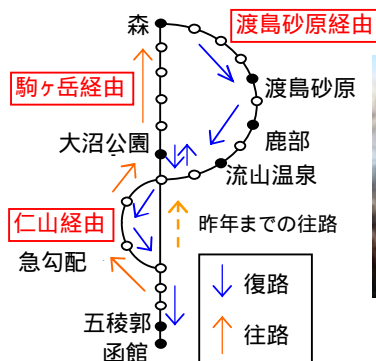 森
渡島砂原経由
駒ヶ岳経由
渡島砂原
大沼公園
鹿部
流山温泉
仁山経由
昨年までの往路
急勾配
復路
五稜郭
往路
函館